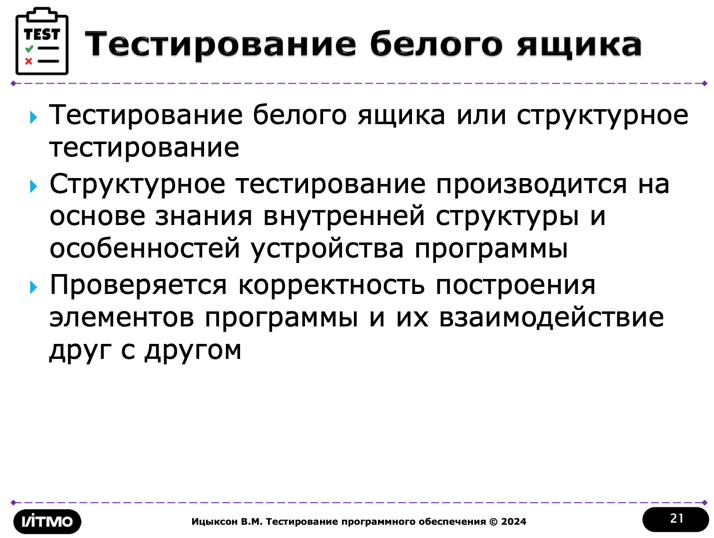 TEST
Тестирование белого ящика
Тестирование белого ящика или структурное
тестирование
Структурное тестирование производится на
основе знания внутренней структуры и
особенностей устройства программы
Проверяется корректность построения
элементов программы и их взаимодействие
друг с другом
ИTMO
Ицыксон В.М. Тестирование программного обеспечения © 2024
21